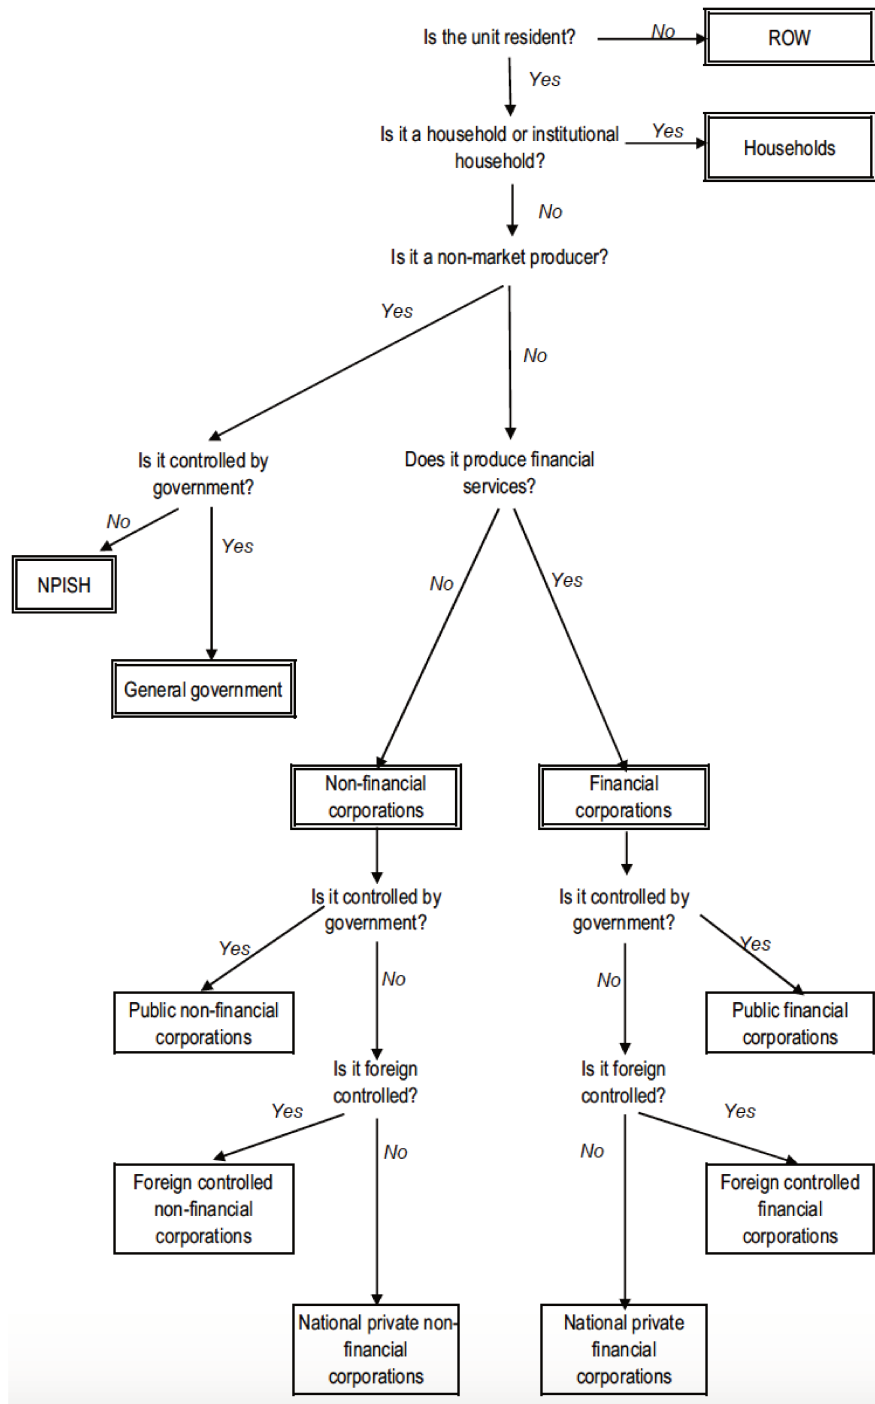 Is the unit resident?
No
ROW
Yes
Is it a household or institutional
household?
Yes
Households
No
Is it a non-market producer?
Yes
No
Is it controlled by
government?
Does it produce financial
services?
No
Yes
NPISH
No
Yes
General government
Non-financial
corporations
Financial
corporations
Is it controlled by
government?
Is it controlled by
government?
Yes
No
No
Yes
Public non-financial
corporations
Public financial
corporations
Is it foreign
controlled?
Is it foreign
controlled?
Yes
No
No
Yes
Foreign controlled
non-financial
corporations
Foreign controlled
financial
corporations
National private non-
financial
corporations
National private
financial
corporations